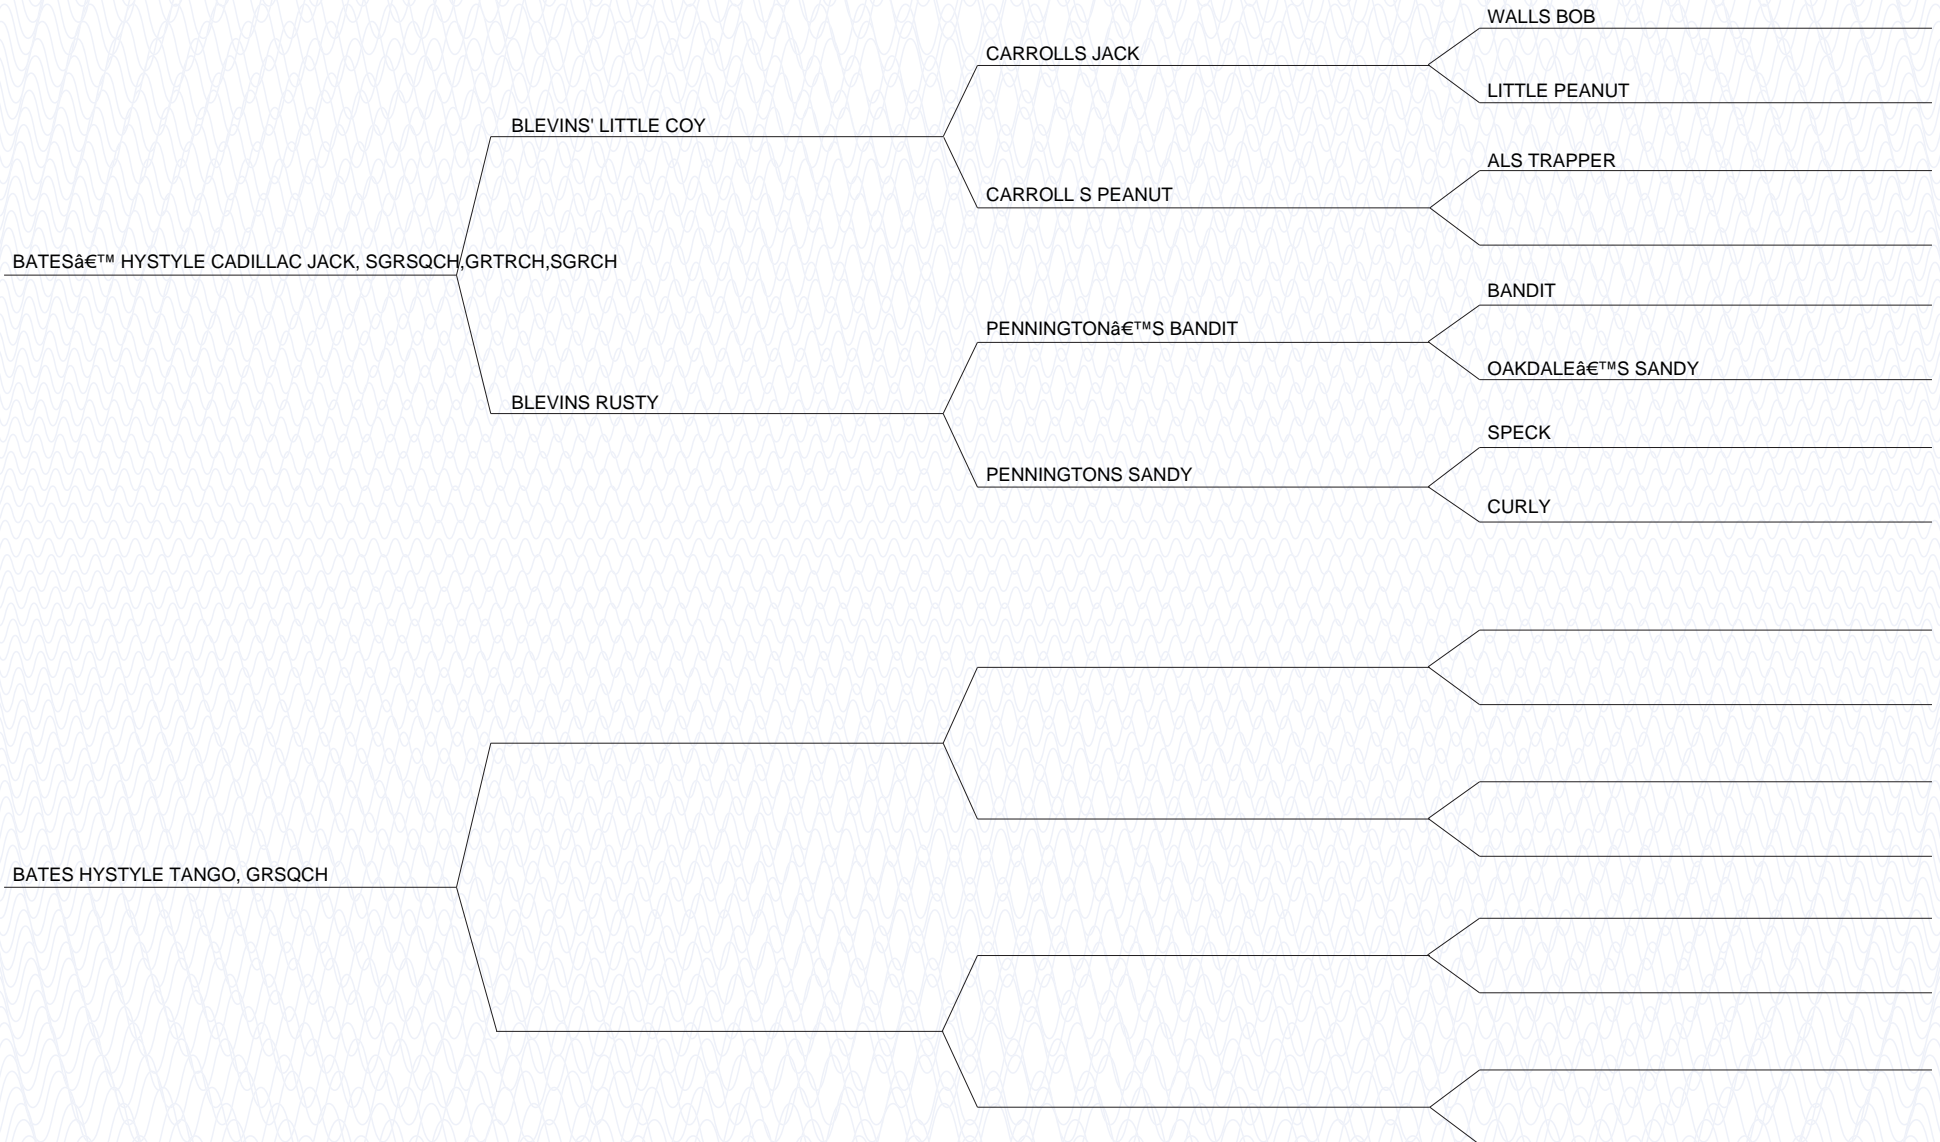 WALLS BOB
CARROLLS JACK
LITTLE PEANUT
BLEVINS' LITTLE COY
ALS TRAPPER
CARROLL S PEANUT
BATESâ€™ HYSTYLE CADILLAC JACK, SGRSQCH,GRTRCH,SGRCH
BANDIT
PENNINGTONâ€™S BANDIT
OAKDALEâ€™S SANDY
BLEVINS RUSTY
SPECK
PENNINGTONS SANDY
CURLY
BATES HYSTYLE TANGO, GRSQCH